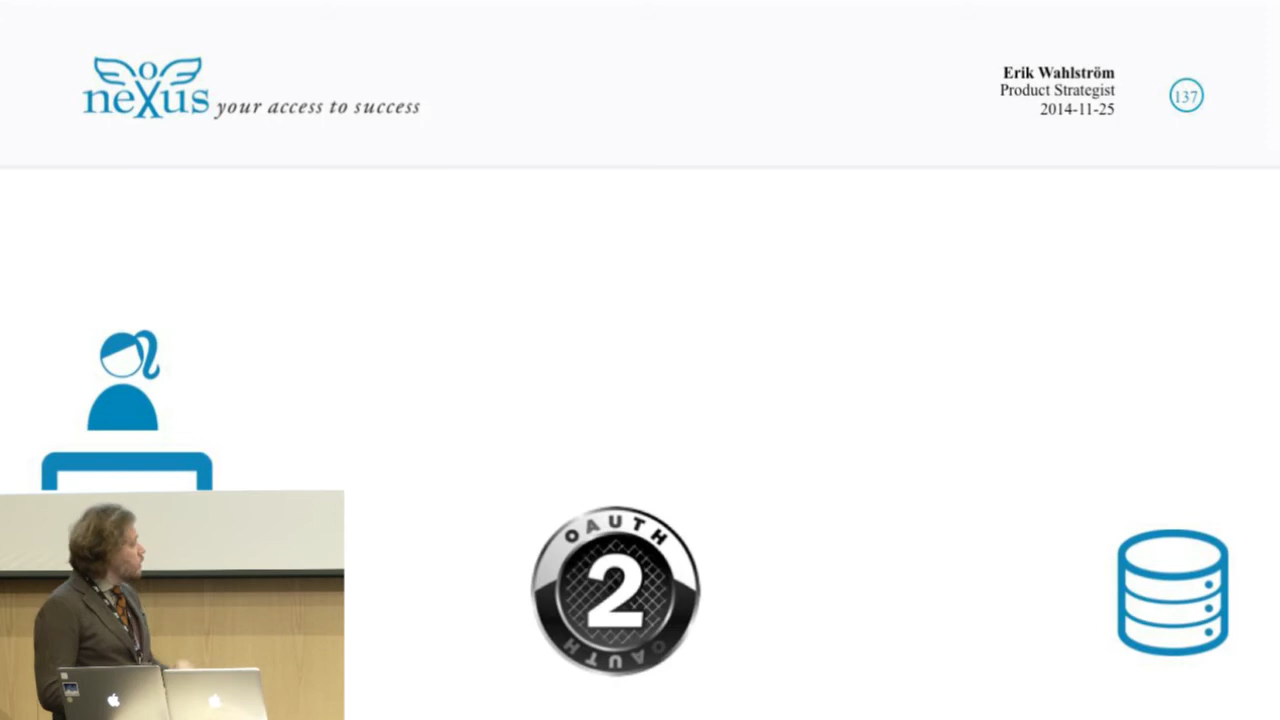 nexus your access to success
Erik Wahlström
Product Strategist
2014-11-25
137
OAUTH
2
OAUTH